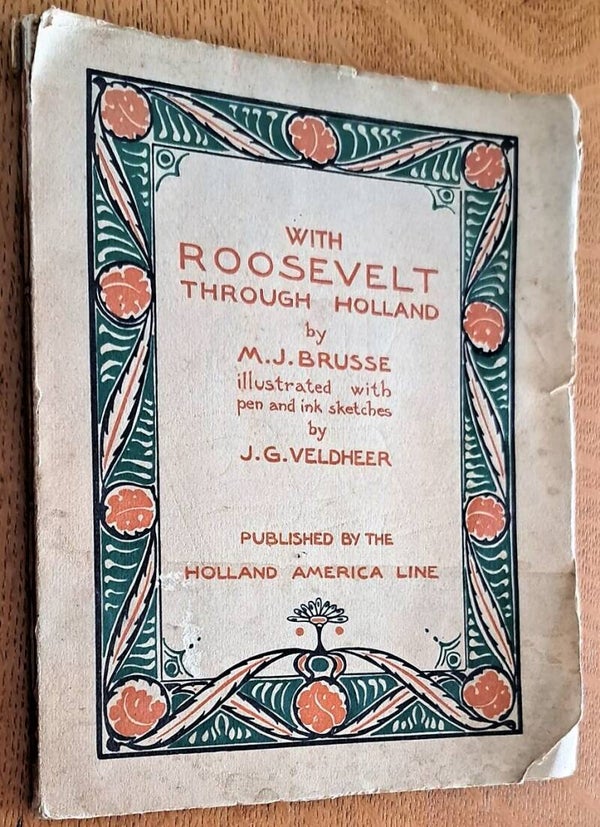 WITH
ROOSEVELT
THROUGH HOLLAND
by
M.J. BRUSSE
illustrated with
pen and ink sketches
by
J.G. VELDHEER
PUBLISHED BY THE
HOLLAND AMERICA LINE